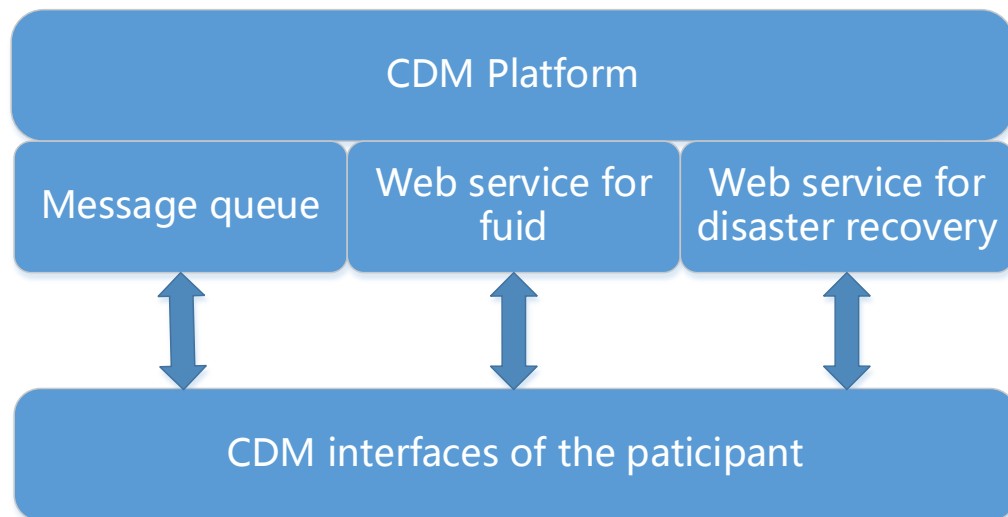 CDM Platform
Message queue
Web service for
fuid
Web service for
disaster recovery
CDM interfaces of the paticipant